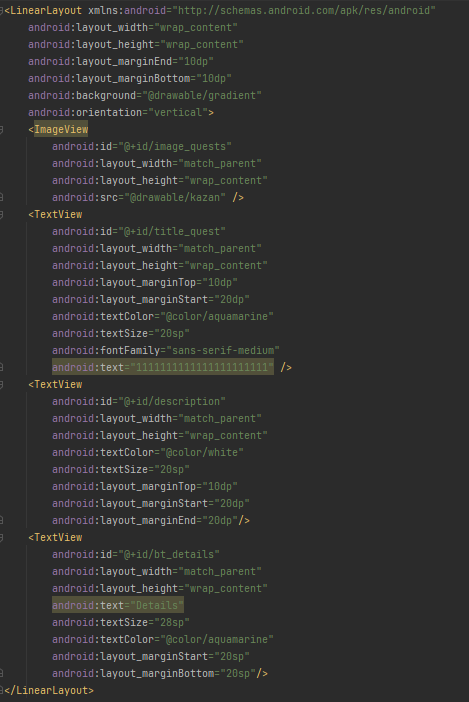 <LinearLayout xmlns:android="http://schemas.android.com/apk/res/android"
    android:layout_width="wrap_content"
    android:layout_height="wrap_content"
    android:layout_marginEnd="10dp"
    android:layout_marginBottom="10dp"
    android:background="@drawable/gradient"
    android:orientation="vertical">
    <ImageView
        android:id="@+id/image_quests"
        android:layout_width="match_parent"
        android:layout_height="wrap_content"
        android:src="@drawable/kazan" />
    <TextView
        android:id="@+id/title_quest"
        android:layout_width="match_parent"
        android:layout_height="wrap_content"
        android:layout_marginTop="10dp"
        android:layout_marginStart="20dp"
        android:textColor="@color/aquamarine"
        android:textSize="20sp"
        android:fontFamily="sans-serif-medium"
        android:text="1111111111111111111111" />
    <TextView
        android:id="@+id/description"
        android:layout_width="match_parent"
        android:layout_height="wrap_content"
        android:textColor="@color/white"
        android:textSize="20sp"
        android:layout_marginTop="10dp"
        android:layout_marginStart="20dp"
        android:layout_marginEnd="20dp"/>
    <TextView
        android:id="@+id/bt_details"
        android:layout_width="match_parent"
        android:layout_height="wrap_content"
        android:text="Details"
        android:textSize="28sp"
        android:textColor="@color/aquamarine"
        android:layout_marginStart="20sp"
        android:layout_marginBottom="20sp"/>
</LinearLayout>